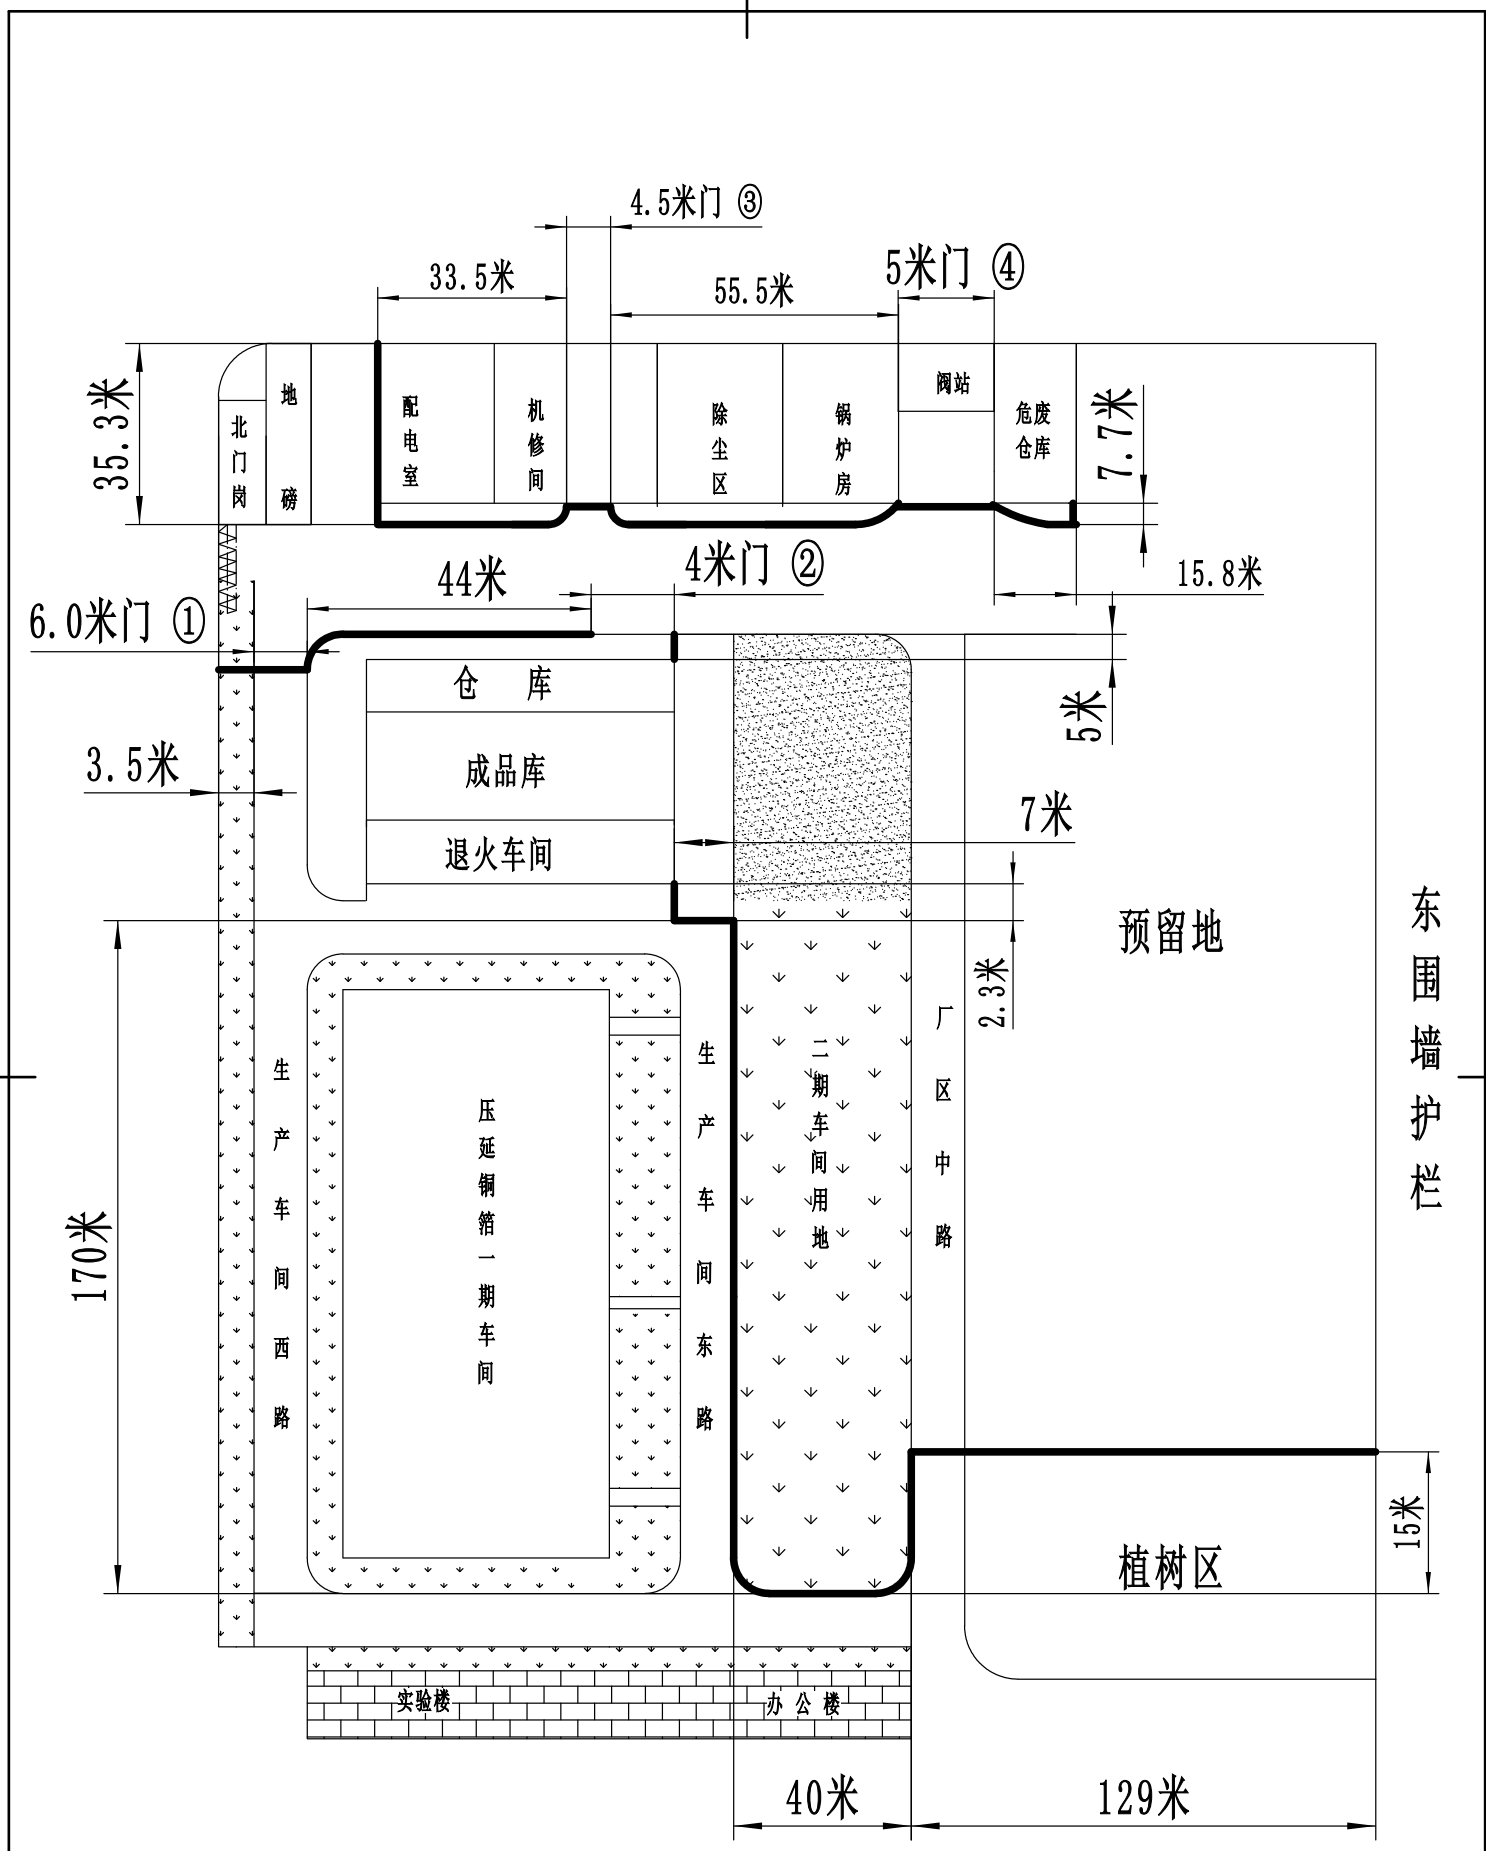 4.5米门 ③
33.5米
5米门 ④
55.5米
35.3米
地磅
北门岗
配电室
机修间
除尘区
锅炉房
阀站
危废
仓库
7.7米
44米
4米门 ②
15.8米
6.0米门 ①
仓 库
5米
3.5米
成品库
7米
退火车间
预留地
东围墙护栏
2.3米
厂区中路
生产车间西路
压延铜箔一期车间
生产车间东路
二期车间用地
170米
15米
植树区
实验楼
办公楼
40米
129米